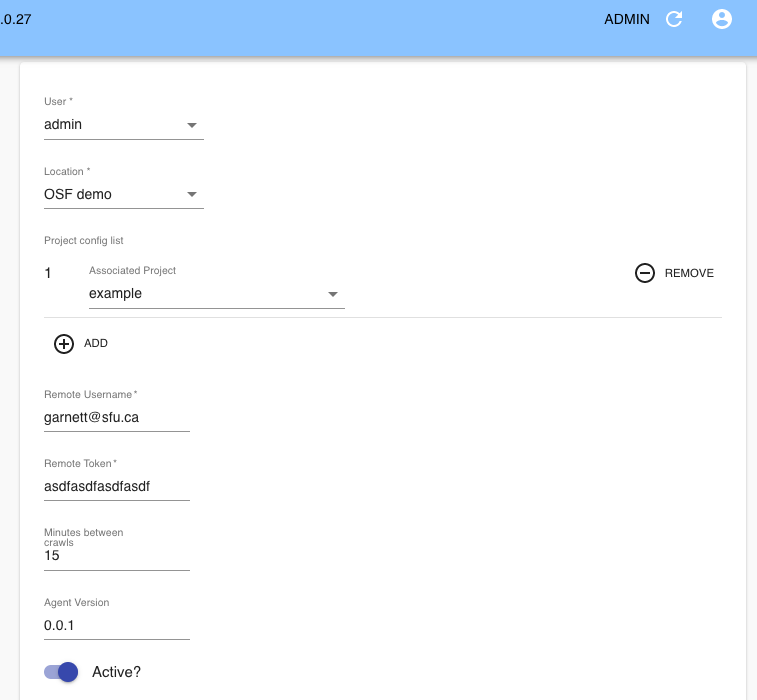 .0.27
ADMIN
User *
admin
Location *
OSF demo
Project config list
1
Associated Project
example
REMOVE
ADD
Remote Username *
garnett@sfu.ca
Remote Token *
asdfasdfasdfasdf
Minutes between
crawls
15
Agent Version
0.0.1
Active?